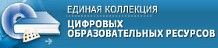 ЕДИНАЯ КОЛЛЕКЦИЯ
ЦИФРОВЫХ
ОБРАЗОВАТЕЛЬНЫХ РЕСУРСОВ